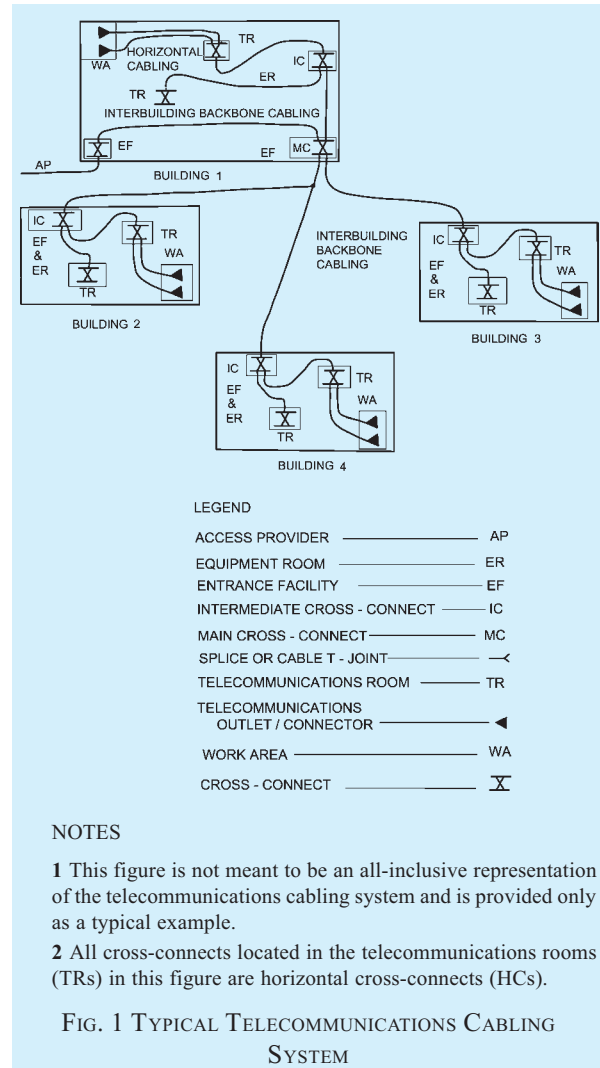 TR
HORIZONTAL
CABLING
WA
IC
ER
TR
INTERBUILDING BACKBONE CABLING
EF
EF
MC
AP
BUILDING 1
IC
EF
&
ER
TR
WA
TR
BUILDING 2
INTERBUILDING
BACKBONE
CABLING
IC
EF
&
ER
TR
WA
TR
BUILDING 3
IC
EF
&
ER
TR
WA
TR
BUILDING 4
LEGEND
ACCESS PROVIDER AP
EQUIPMENT ROOM ER
ENTRANCE FACILITY EF
INTERMEDIATE CROSS - CONNECT IC
MAIN CROSS - CONNECT MC
SPLICE OR CABLE T - JOINT
TELECOMMUNICATIONS ROOM TR
TELECOMMUNICATIONS
OUTLET / CONNECTOR
WORK AREA WA
CROSS - CONNECT
NOTES
1 This figure is not meant to be an all-inclusive representation
of the telecommunications cabling system and is provided only
as a typical example.
2 All cross-connects located in the telecommunications rooms
(TRs) in this figure are horizontal cross-connects (HCs).
FIG. 1 TYPICAL TELECOMMUNICATIONS CABLING
SYSTEM